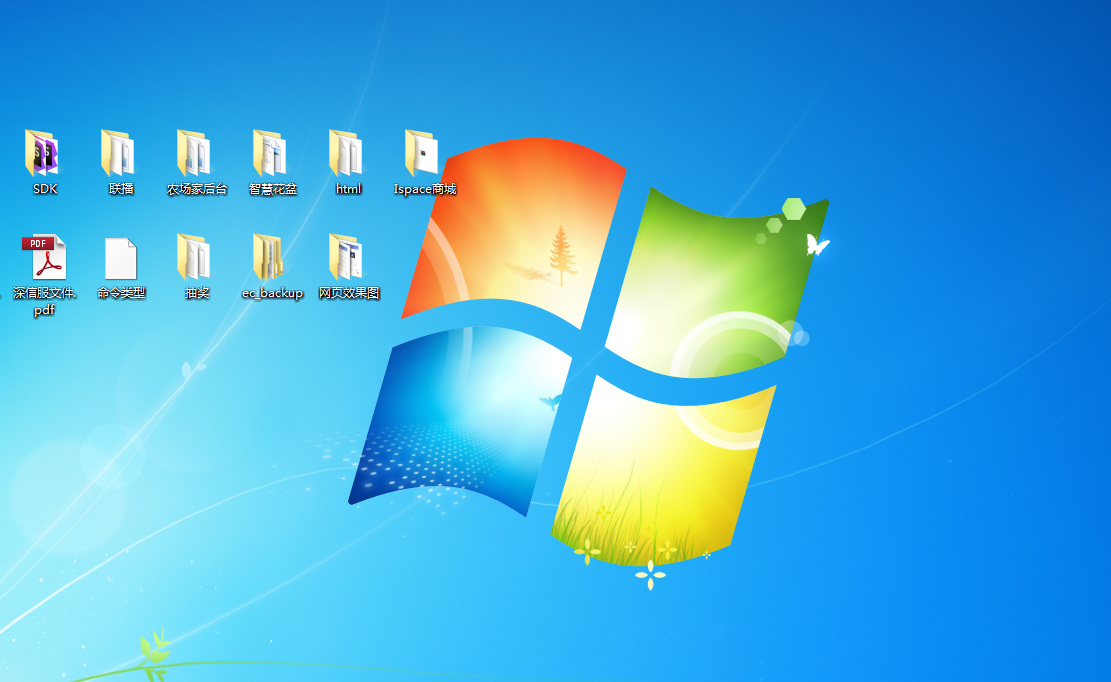 SDK
联播
农场家后台
智慧花盆
html
Ispace商城
PDF
深信服文件.
pdf
命令类型
抽奖
ec_backup
网页效果图